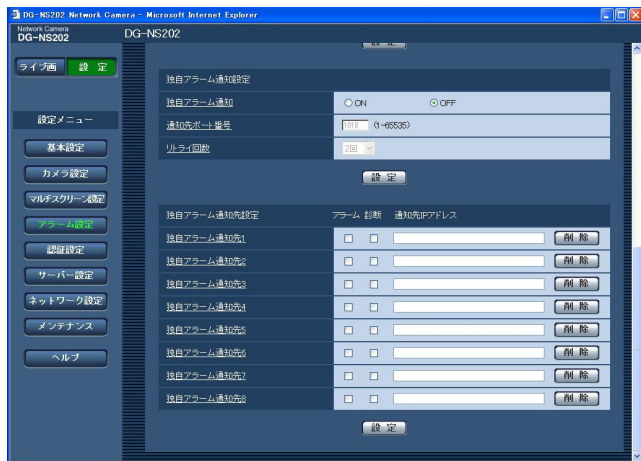 DG-NS202 Network Camera - Microsoft Internet Explorer
Network Camera
DG-NS202
DG-NS202
ライブ画 設 定
設定メニュー
基本設定
カメラ設定
マルチスクリーン設定
アラーム設定
認証設定
サーバー設定
ネットワーク設定
メンテナンス
ヘルプ
設 定
独自アラーム通知設定
独自アラーム通知 ON OFF
通知先ポート番号 1818 (1-65535)
リトライ回数 2回
設 定
独自アラーム通知先設定 アラーム 診断 通知先IPアドレス
独自アラーム通知先1 削 除
独自アラーム通知先2 削 除
独自アラーム通知先3 削 除
独自アラーム通知先4 削 除
独自アラーム通知先5 削 除
独自アラーム通知先6 削 除
独自アラーム通知先7 削 除
独自アラーム通知先8 削 除
設 定